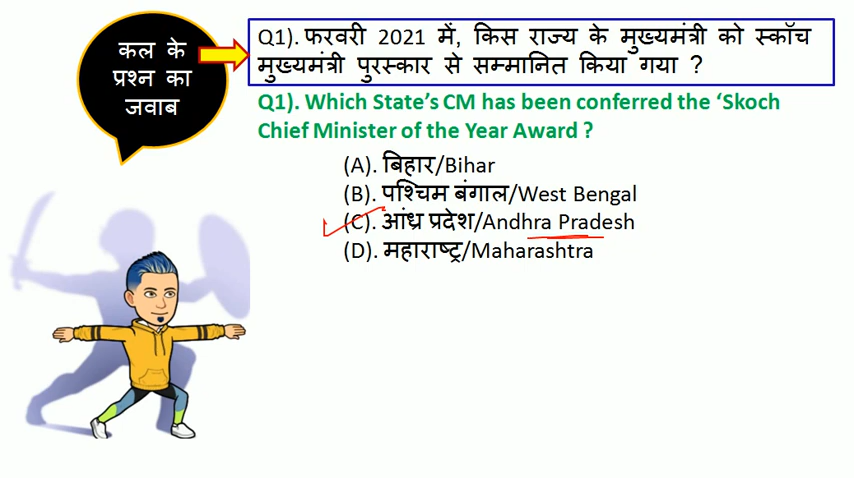 कल के
प्रश्न का
जवाब
Q1). फरवरी 2021 में, किस राज्य के मुख्यमंत्री को स्कॉच
मुख्यमंत्री पुरस्कार से सम्मानित किया गया ?
Q1). Which State’s CM has been conferred the ‘Skoch
Chief Minister of the Year Award ?
(A). बिहार/Bihar
(B). पश्चिम बंगाल/West Bengal
(C). आंध्र प्रदेश/Andhra Pradesh
(D). महाराष्ट्र/Maharashtra